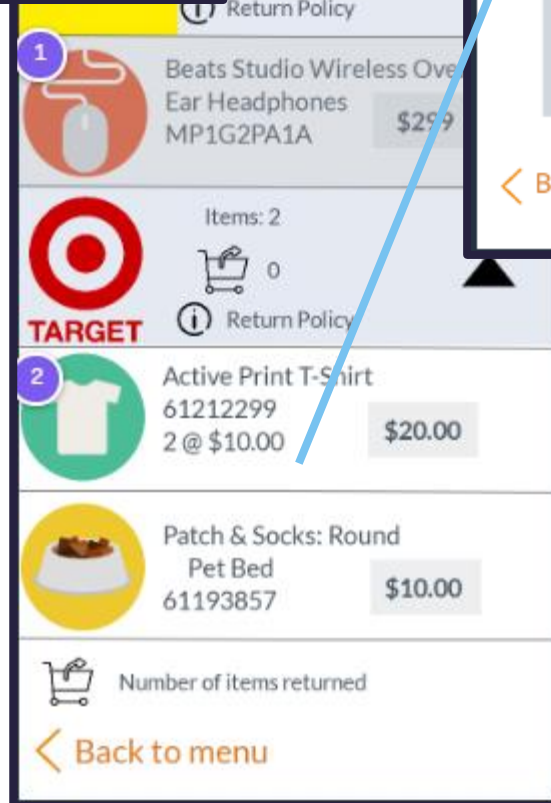 Return Policy
1
Beats Studio Wireless Ove
Ear Headphones
MP1G2PA1A
$299
B
Items: 2
0
Return Policy
TARGET
2
Active Print T-Shirt
61212299
2 @ $10.00
$20.00
Patch & Socks: Round
Pet Bed
61193857
$10.00
Number of items returned
Back to menu